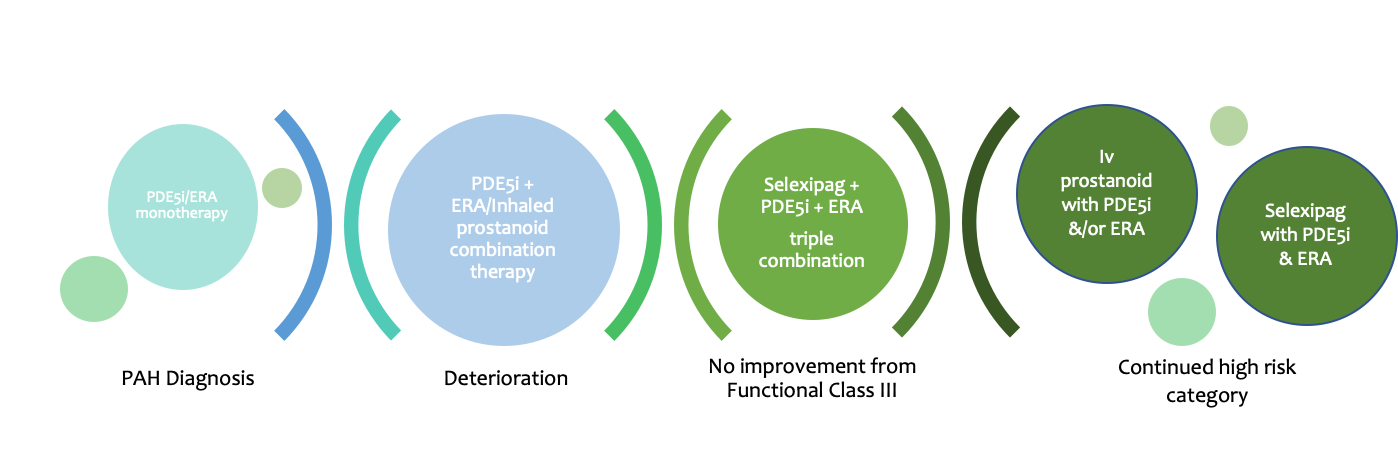 PDE5i/ERA
monotherapy
PAH Diagnosis
PDE5i +
ERA/Inhaled
prostanoid
combination
therapy
Deterioration
Selexipag +
PDE5i + ERA
triple
combination
No improvement from
Functional Class III
Iv
prostanoid
with PDE5i
&/or ERA
Selexipag
with PDE5i
& ERA
Continued high risk
category